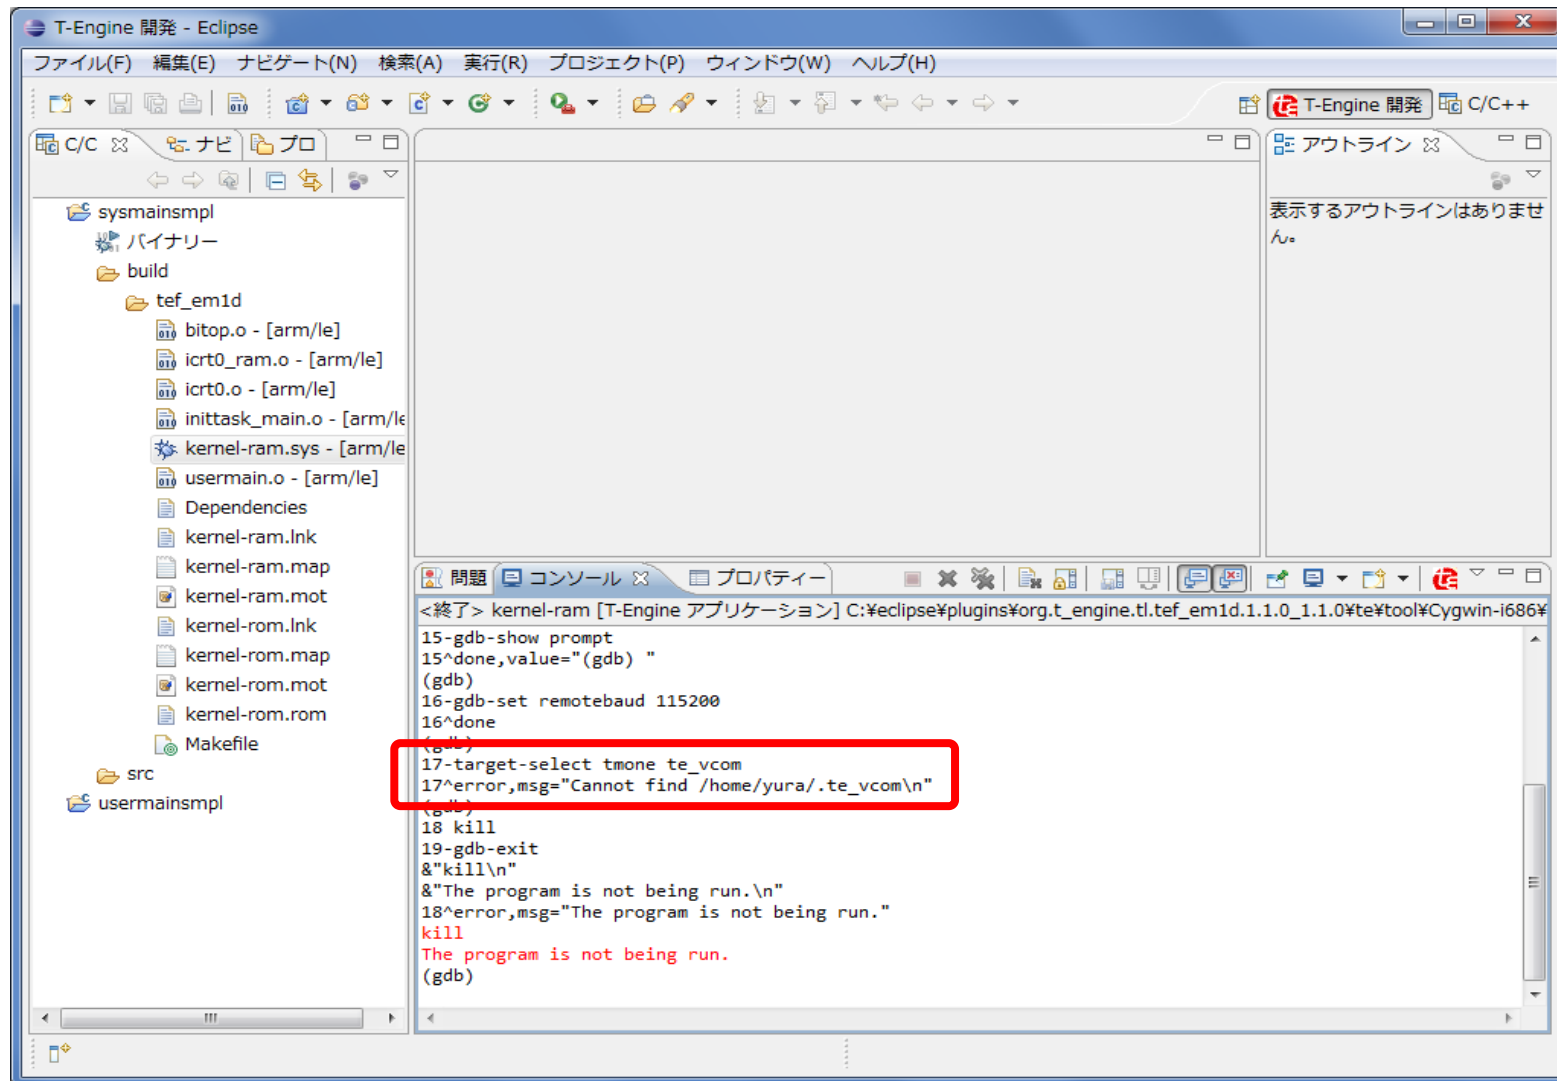 T-Engine 開発 - Eclipse
ファイル(F) 編集(E) ナビゲート(N) 検索(A) 実行(R) プロジェクト(P) ウィンドウ(W) ヘルプ(H)
T-Engine 開発 C/C++
C/C ナビ プロ
sysmainsmpl
バイナリー
build
tef_em1d
bitop.o - [arm/le]
icrt0_ram.o - [arm/le]
icrt0.o - [arm/le]
inittask_main.o - [arm/le
kernel-ram.sys - [arm/le
usermain.o - [arm/le]
Dependencies
kernel-ram.lnk
kernel-ram.map
kernel-ram.mot
kernel-rom.lnk
kernel-rom.map
kernel-rom.mot
kernel-rom.rom
Makefile
src
usermainsmpl
アウトライン
表示するアウトラインはありませ
ん。
問題 コンソール プロパティー
<終了> kernel-ram [T-Engine アプリケーション] C:¥eclipse¥plugins¥org.t_engine.tl.tef_em1d.1.1.0_1.1.0¥te¥tool¥Cygwin-i686¥
15-gdb-show prompt
15^done,value="(gdb) "
(gdb)
16-gdb-set remotebaud 115200
16^done
(gdb)
17-target-select tmone te_vcom
17^error,msg="Cannot find /home/yura/.te_vcom\n"
(gdb)
18 kill
19-gdb-exit
&"kill\n"
&"The program is not being run.\n"
18^error,msg="The program is not being run."
kill
The program is not being run.
(gdb)